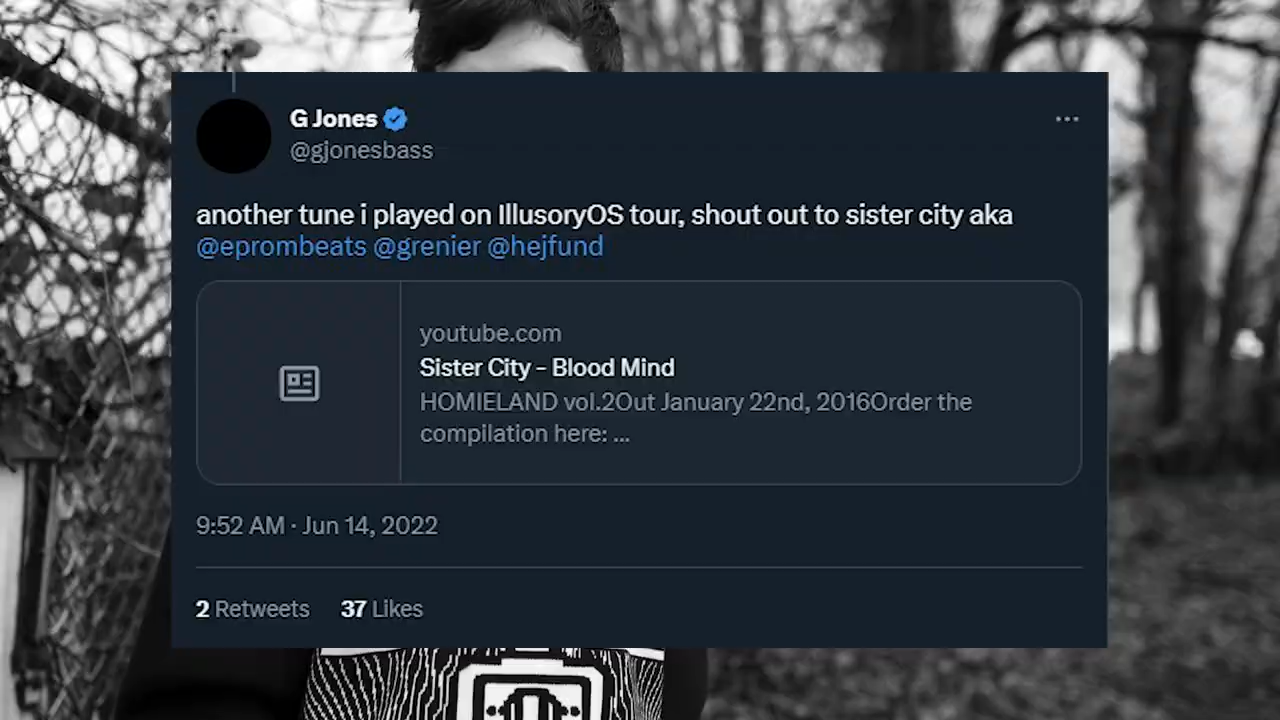 G Jones
@gjonesbass
another tune i played on IllusoryOS tour, shout out to sister city aka
@eprombeats @grenier @hejfund
youtube.com
Sister City - Blood Mind
HOMIELAND vol.2Out January 22nd, 2016Order the
compilation here: ...
9:52 AM · Jun 14, 2022
2 Retweets 37 Likes